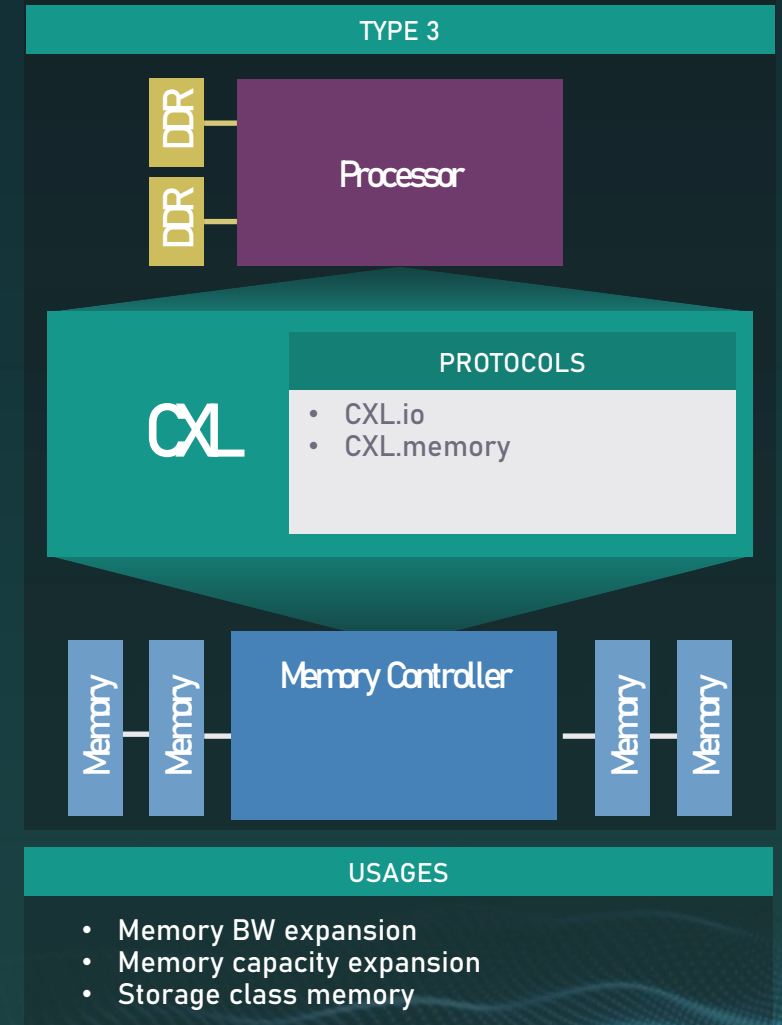 TYPE 3
DDR
DDR
Processor
CXL
PROTOCOLS
• CXL.io
• CXL.memory
Memory
Memory
Memory Controller
Memory
Memory
USAGES
• Memory BW expansion
• Memory capacity expansion
• Storage class memory